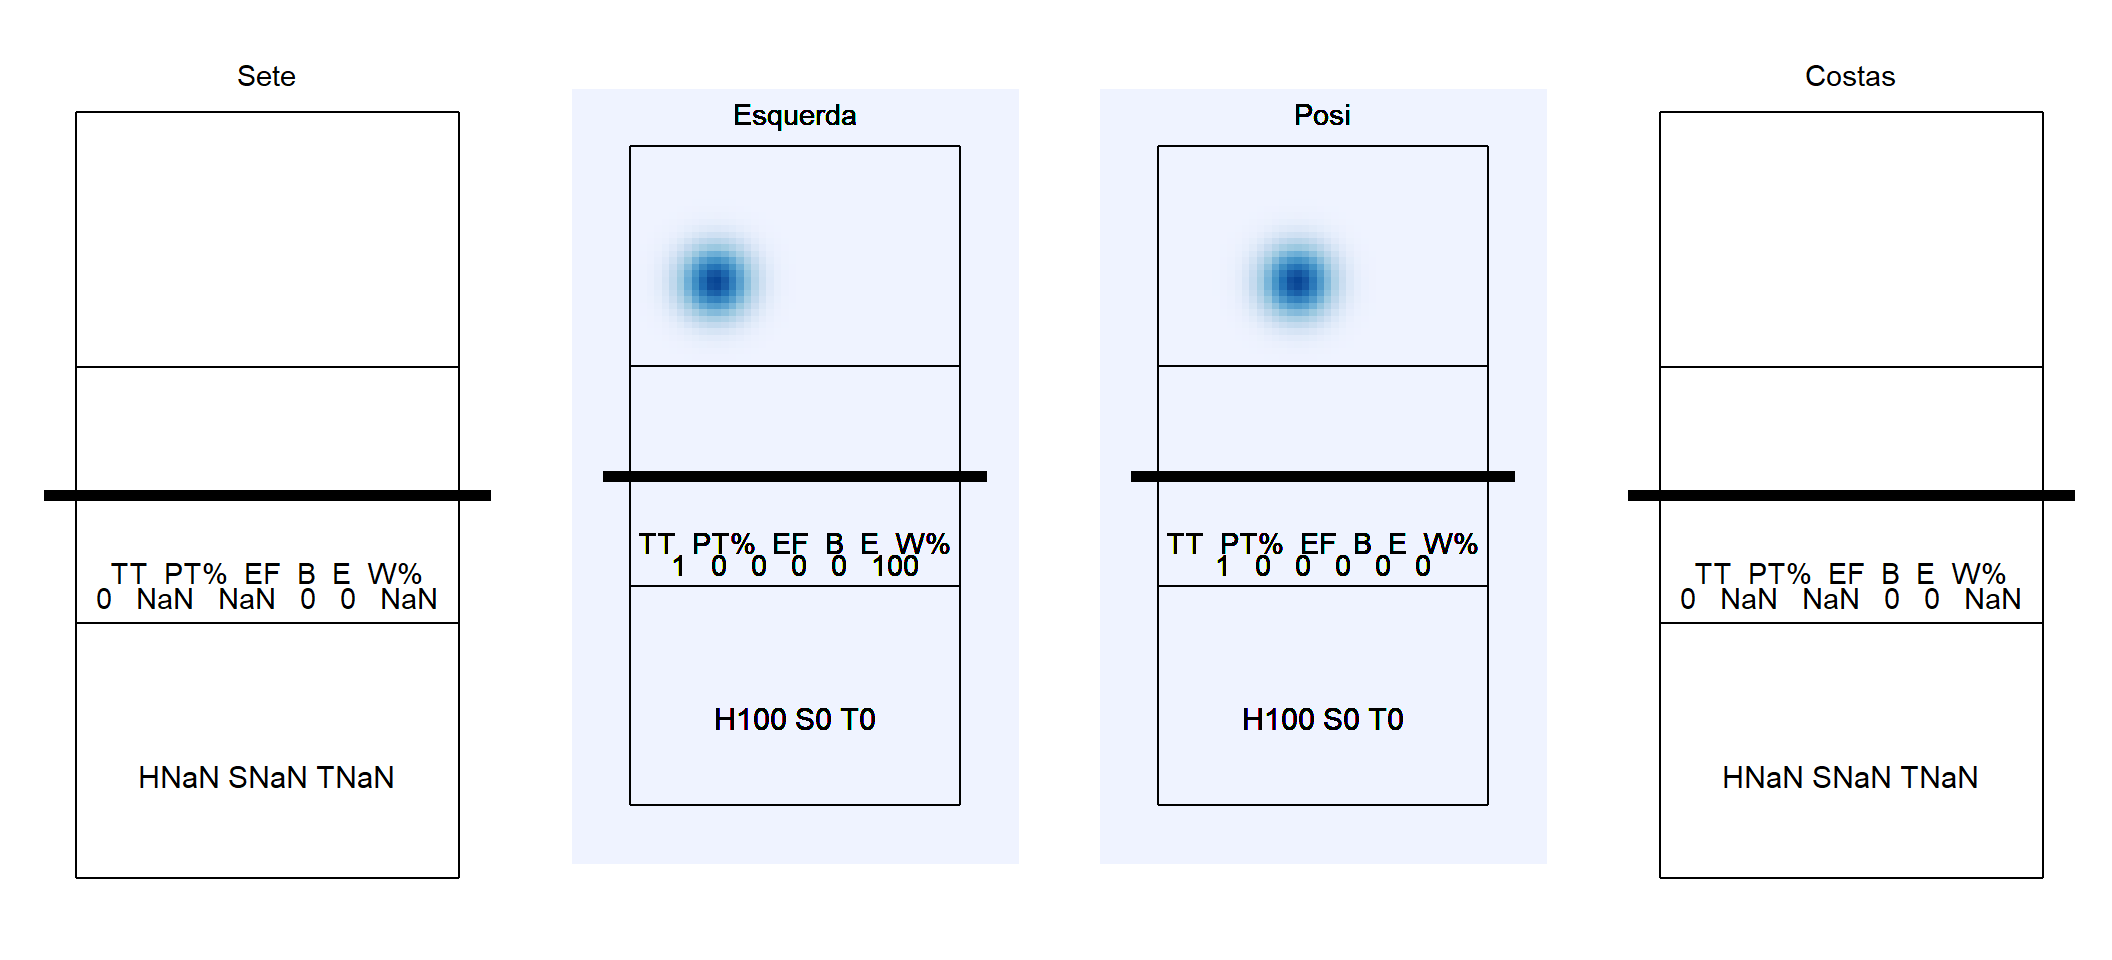 Sete
TT PT% EF B E W%
0 NaN NaN 0 0 NaN
HNaN SNaN TNaN
Esquerda
TT PT% EF B E W%
1 0 0 0 0 100
H100 S0 T0
Posi
TT PT% EF B E W%
1 0 0 0 0 0
H100 S0 T0
Costas
TT PT% EF B E W%
0 NaN NaN 0 0 NaN
HNaN SNaN TNaN